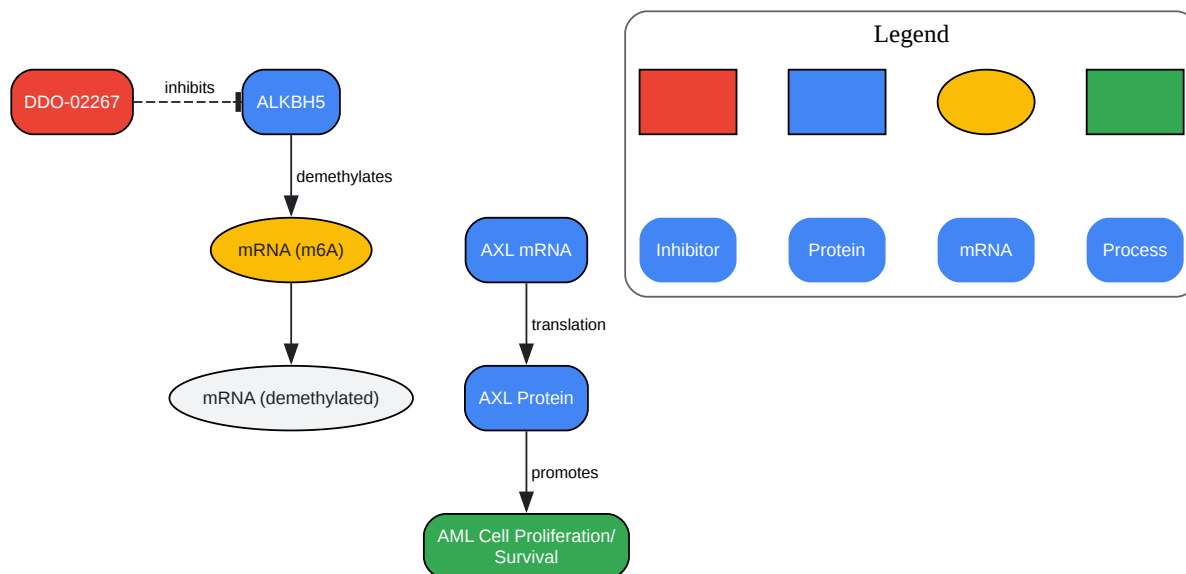 Legend
DDO-02267
inhibits
ALKBH5
demethylates
mRNA (m6A)
mRNA (demethylated)
AXL mRNA
translation
AXL Protein
promotes
AML Cell Proliferation/
Survival
Inhibitor
Protein
mRNA
Process